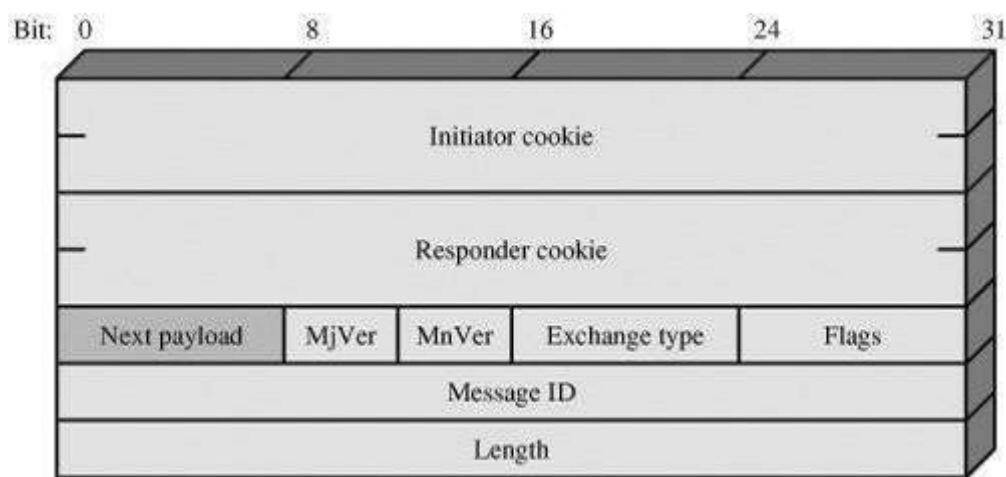 Bit: 0 8 16 24 31
Initiator cookie
Responder cookie
Next payload MjVer MnVer Exchange type Flags
Message ID
Length